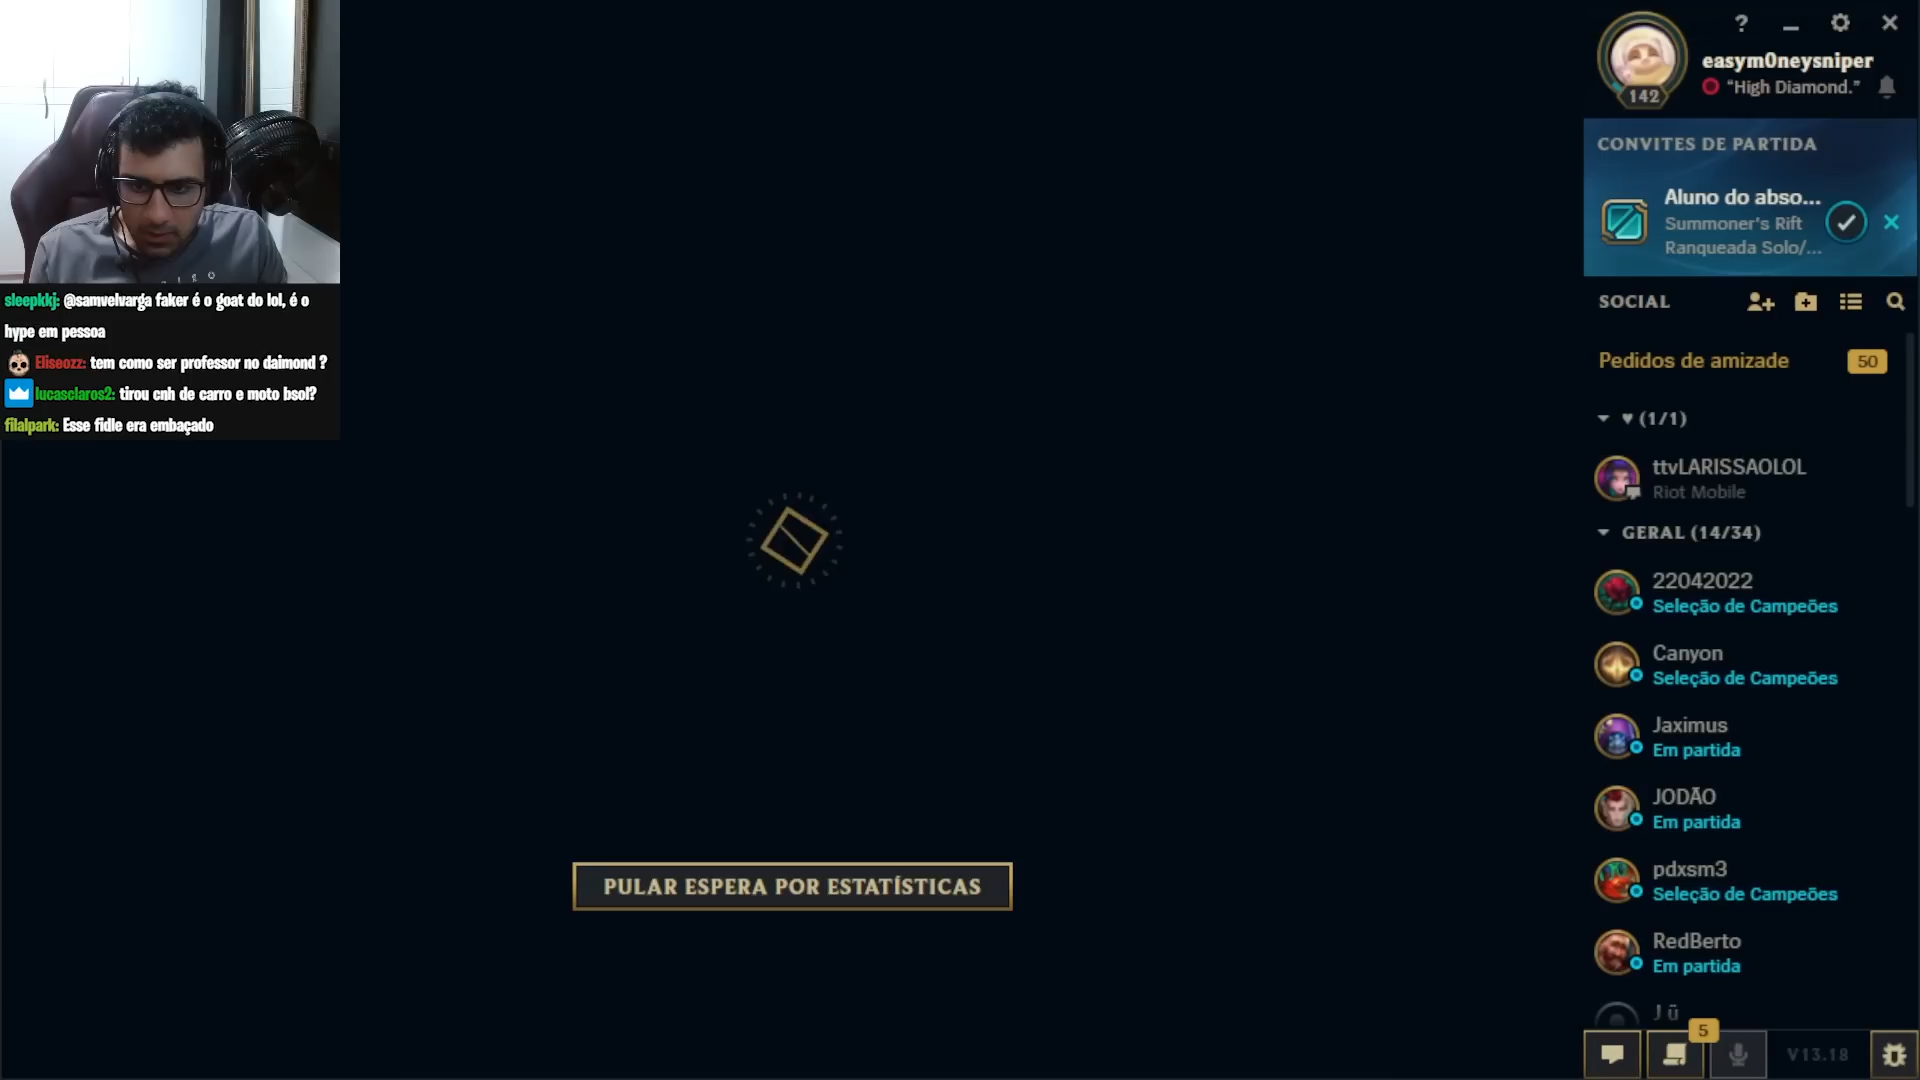 sleepkkj: @samvelvarga faker é o goat do lol, é o
hype em pessoa
Eliseozz: tem como ser professor no daimond ?
lucasclaros2: tirou cnh de carro e moto bsol?
filalpark: Esse fidle era embaçado
PULAR ESPERA POR ESTATÍSTICAS
142
easym0neysniper
“High Diamond.”
CONVITES DE PARTIDA
Aluno do abso...
Summoner's Rift
Ranqueada Solo/...
SOCIAL
Pedidos de amizade 50
♥ (1/1)
ttvLARISSAOLOL
Riot Mobile
GERAL (14/34)
22042022
Seleção de Campeões
Canyon
Seleção de Campeões
Jaximus
Em partida
JODÃO
Em partida
pdxsm3
Seleção de Campeões
RedBerto
Em partida
J ü
5
V13.18